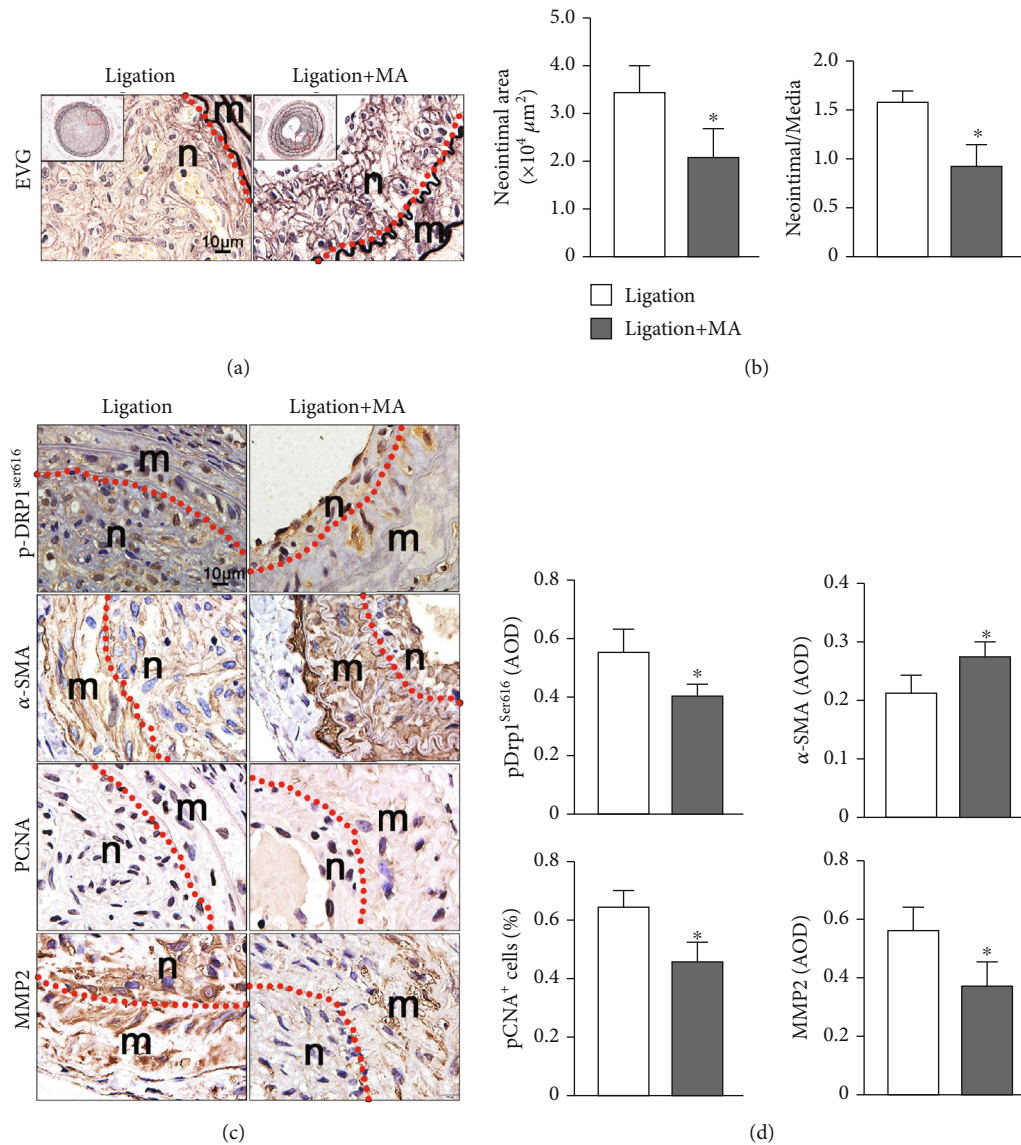 Ligation
Ligation+MA
EVG
m
n
10μm
n
m
(a)
Neointimal area
(×10⁴ μm²)
5.0
4.0
3.0
2.0
1.0
0.0
*
Neointimal/Media
2.0
1.5
1.0
0.5
0.0
*
Ligation
Ligation+MA
(b)
Ligation
Ligation+MA
p-DRP1ser616
m
n
10μm
n
m
α-SMA
n
m
n
m
PCNA
m
n
m
n
MMP2
n
m
m
n
(c)
pDrp1Ser616 (AOD)
0.8
0.6
0.4
0.2
0
*
α-SMA (AOD)
0.4
0.3
0.2
0.1
0
*
pCNA⁺ cells (%)
0.8
0.6
0.4
0.2
0
*
MMP2 (AOD)
0.8
0.6
0.4
0.2
0
*
(d)